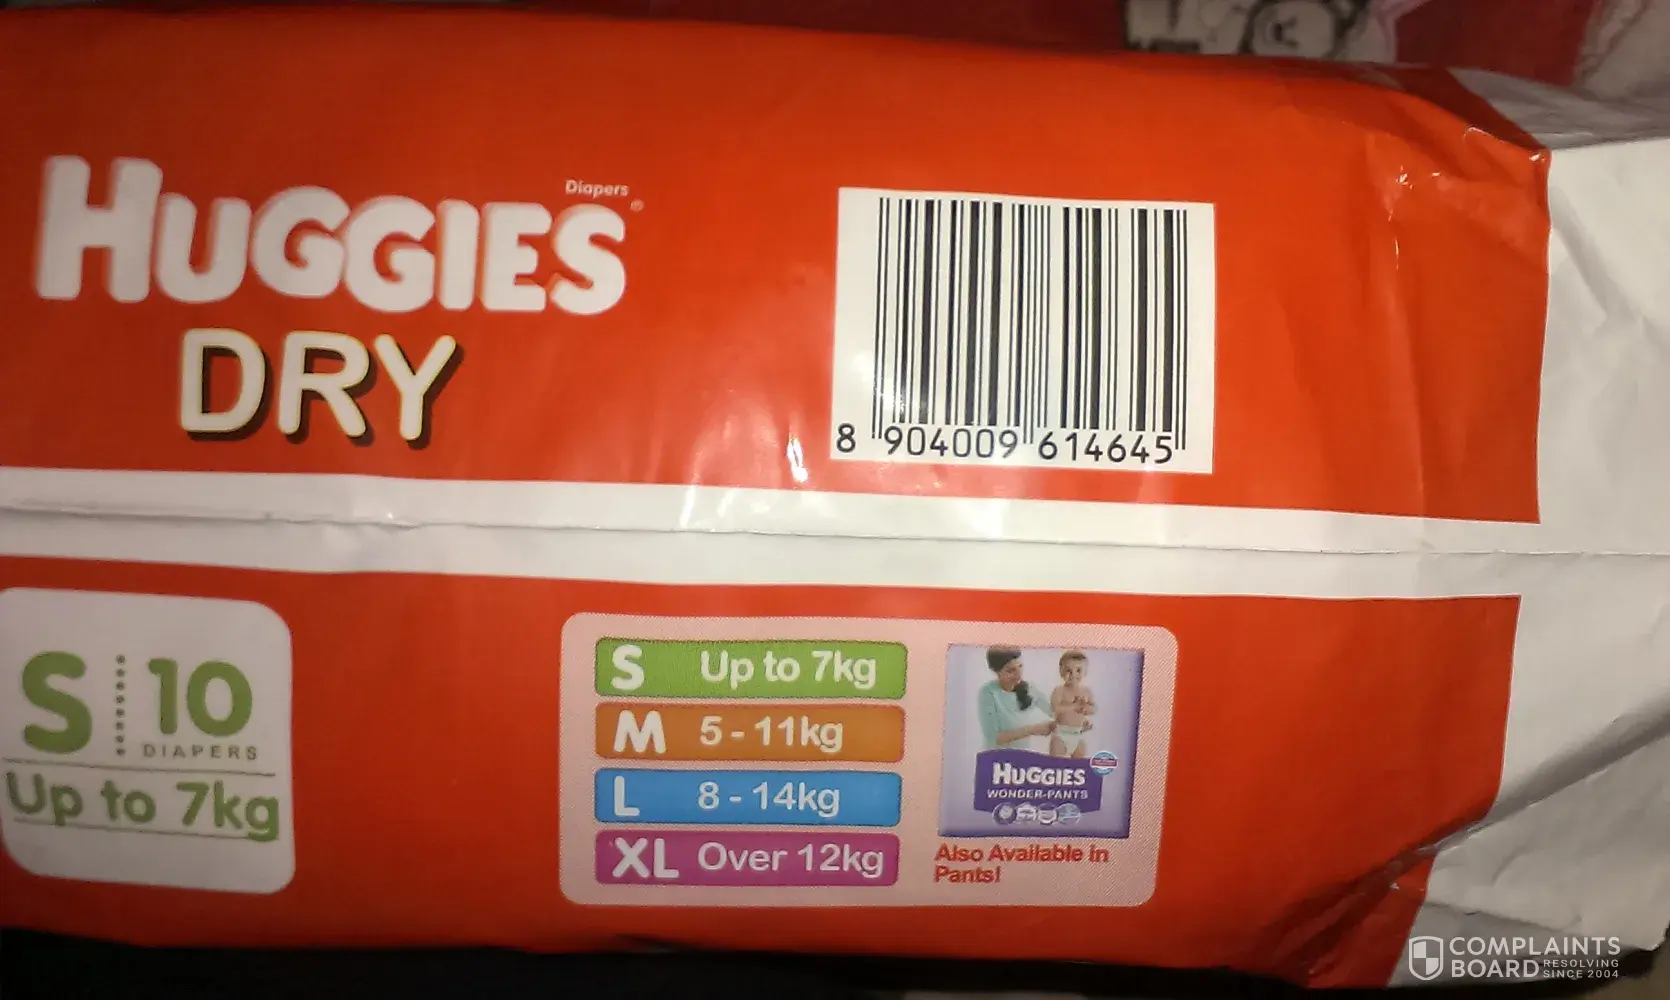 Diapers
HUGGIES®
DRY
8 904009 614645
S 10
DIAPERS
Up to 7kg
S Up to 7kg
M 5 - 11kg
L 8 - 14kg
XL Over 12kg
HUGGIES
WONDER-PANTS
Also Available in
Pants!
COMPLAINTS
BOARD RESOLVING
SINCE 2004